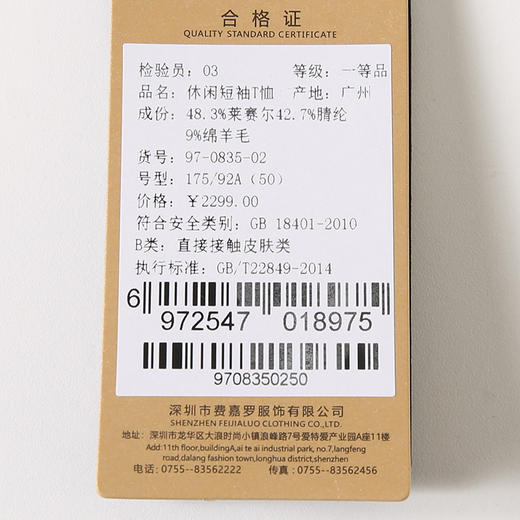 合格证
QUALITY STANDARD CERTIFICATE
检验员: 03 等级: 一等品
品名: 休闲短袖T恤 产地: 广州
成份: 48.3%莱赛尔42.7%腈纶
9%绵羊毛
货号: 97-0835-02
号型: 175/92A (50)
价格: ￥2299.00
符合安全类别: GB 18401-2010
B类: 直接接触皮肤类
执行标准: GB/T22849-2014
6 972547 018975
9708350250
深圳市费嘉罗服饰有限公司
SHENZHEN FEIJIALUO CLOTHING CO.,LTD
地址: 深圳市龙华区大浪时尚小镇浪峰路7号爱特爱产业园A座11楼
Add:11th floor,buildingA,ai te ai industrial park, no.7,langfeng
road,dalang fashion town,longhua district,shenzhen
电话: 0755--83562222 传真: 0755--83562456